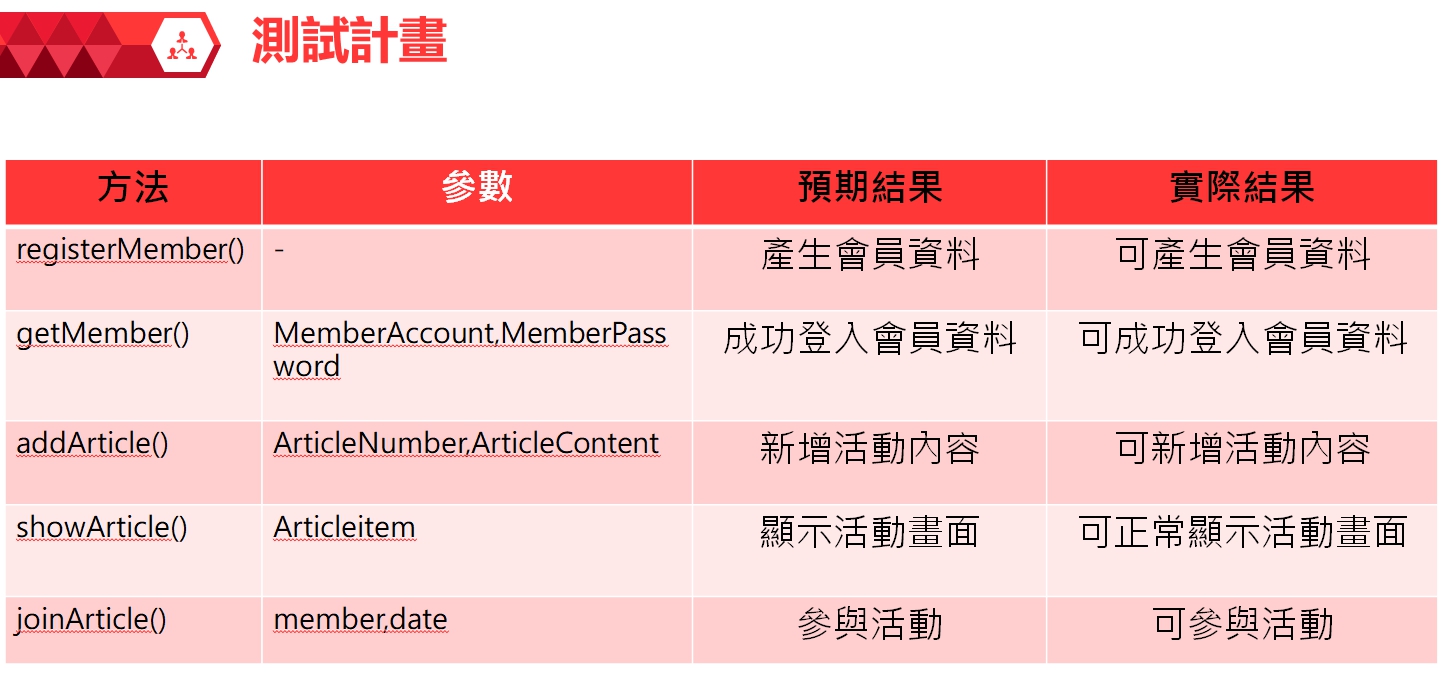 測試計畫
方法 參數 預期結果 實際結果
registerMember() - 產生會員資料 可產生會員資料
getMember() MemberAccount,MemberPass 成功登入會員資料 可成功登入會員資料
word
addArticle() ArticleNumber,ArticleContent 新增活動內容 可新增活動內容
showArticle() Articleitem 顯示活動畫面 可正常顯示活動畫面
joinArticle() member,date 參與活動 可參與活動